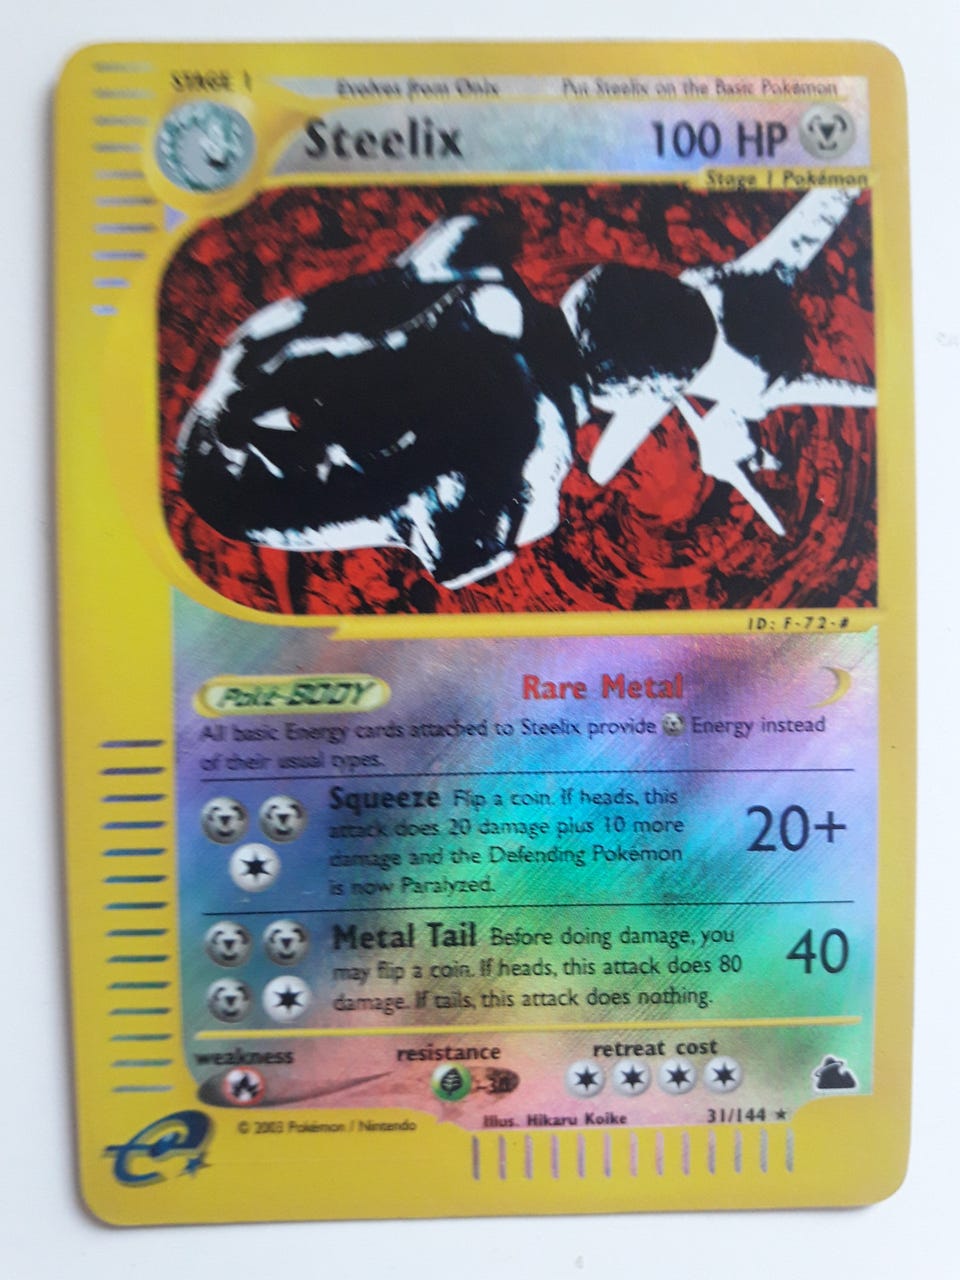 STAGE 1 Evolves from Onix Put Steelix on the Basic Pokémon
Steelix 100 HP
Stage 1 Pokémon
ID: F-72-#
Poké-BODY Rare Metal
All basic Energy cards attached to Steelix provide Energy instead
of their usual types.
Squeeze Flip a coin. If heads, this
attack does 20 damage plus 10 more
damage and the Defending Pokémon
is now Paralyzed.
20+
Metal Tail Before doing damage, you
may flip a coin. If heads, this attack does 80
damage. If tails, this attack does nothing.
40
weakness resistance retreat cost
-30
© 2003 Pokémon / Nintendo Illus. Hikaru Koike 31/144 ★
e